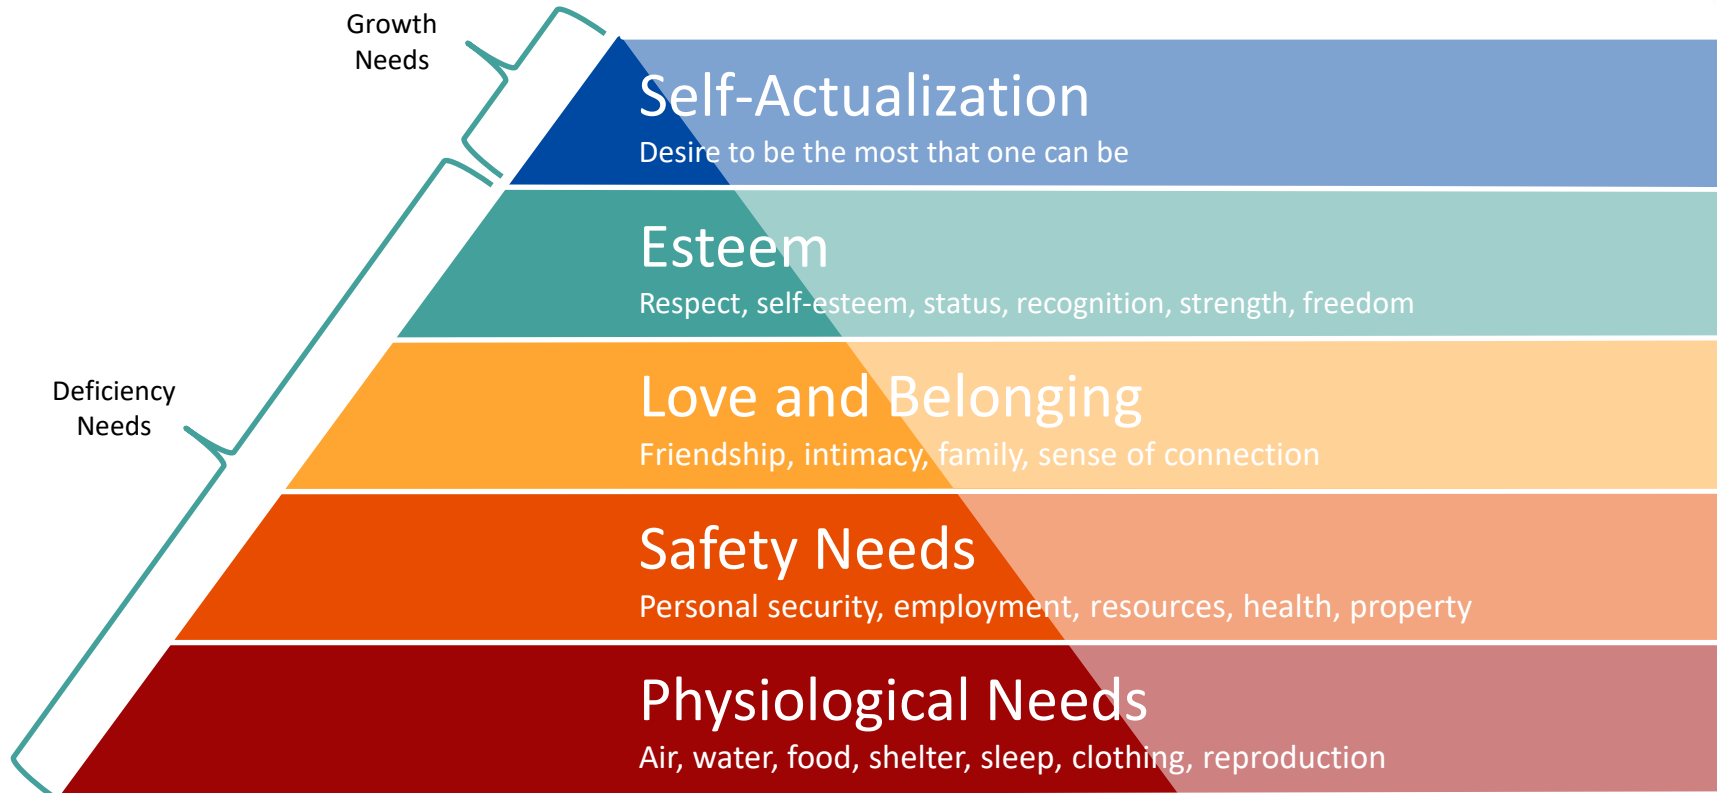 Growth
Needs
Self-Actualization
Desire to be the most that one can be
Esteem
Respect, self-esteem, status, recognition, strength, freedom
Deficiency
Needs
Love and Belonging
Friendship, intimacy, family, sense of connection
Safety Needs
Personal security, employment, resources, health, property
Physiological Needs
Air, water, food, shelter, sleep, clothing, reproduction